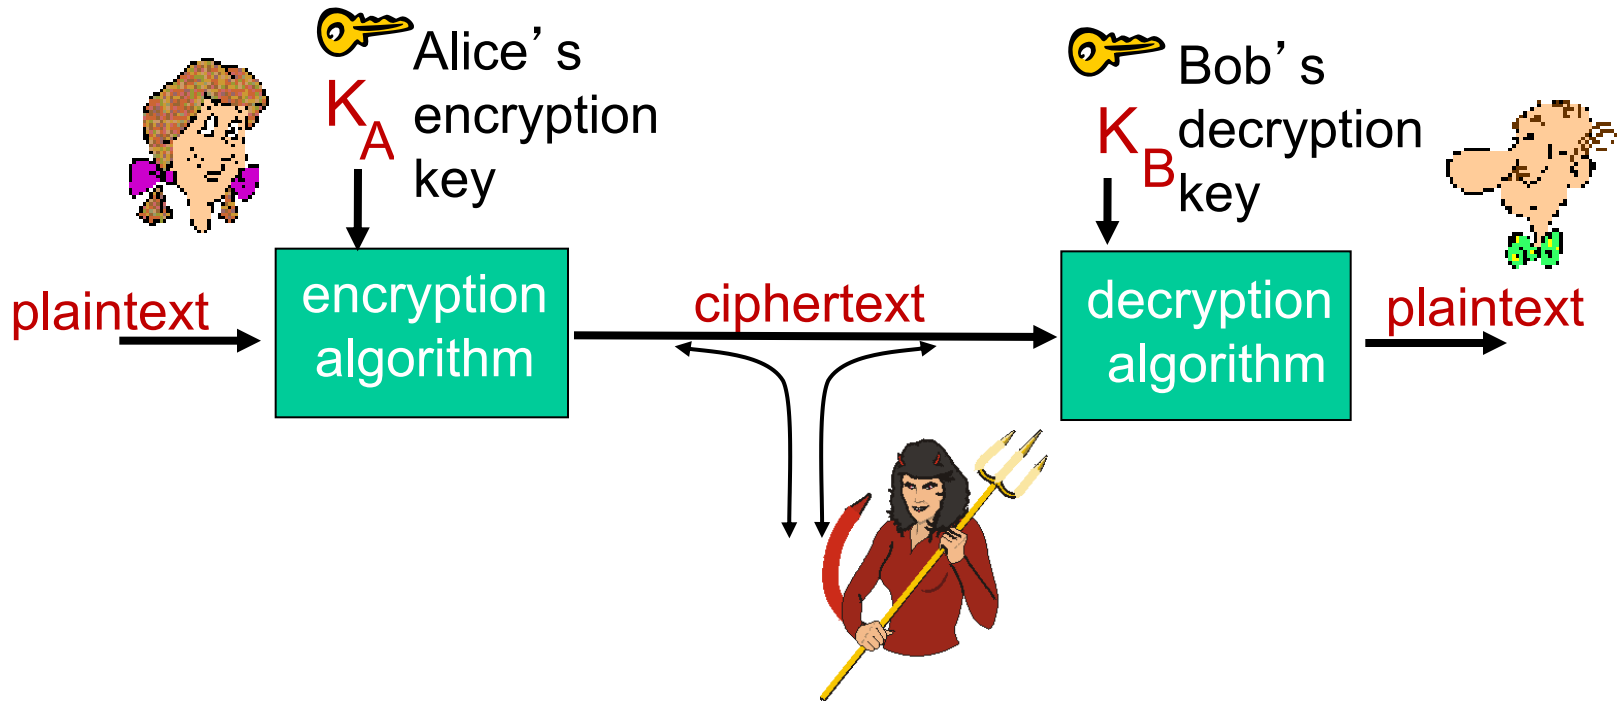 Alice’s
encryption
key
K
A
Bob’s
decryption
key
K
B
plaintext
encryption
algorithm
ciphertext
decryption
algorithm
plaintext